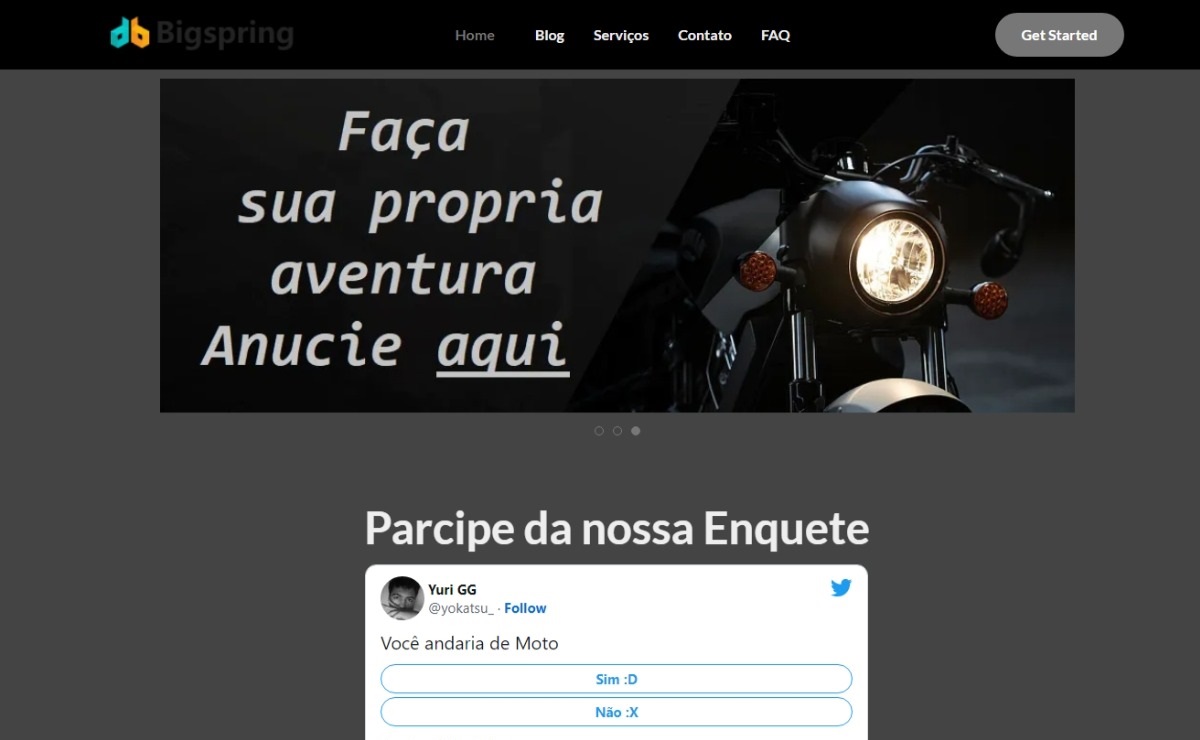 Bigspring
Home Blog Serviços Contato FAQ
Get Started
Faça
sua propria
aventura
Anucie aqui
Parcipe da nossa Enquete
Yuri GG
@yokatsu_ · Follow
Você andaria de Moto
Sim :D
Não :X